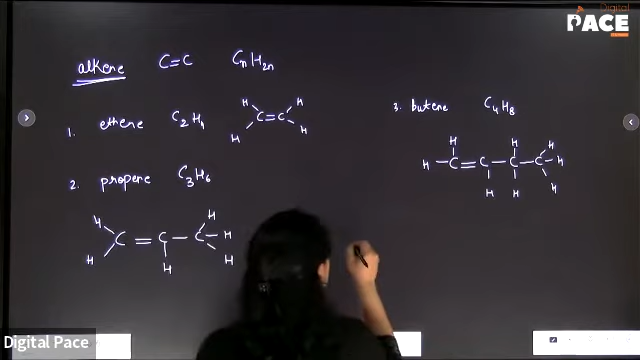 Digital
PACE
alkene C=C CnH2n
1. ethene C2H4
H H
C=C
H H
2. propene C3H6
H H
C=C-C-H
H H H
3. butene C4H8
H H H
H-C=C-C-C-H
H H H
Digital Pace